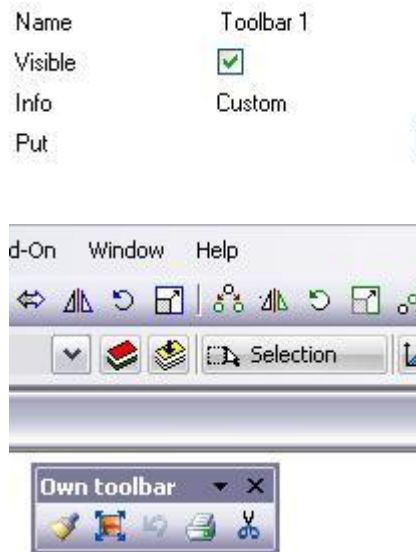 Name Toolbar 1
Visible
Info Custom
Put
d-On Window Help
Selection
Own toolbar